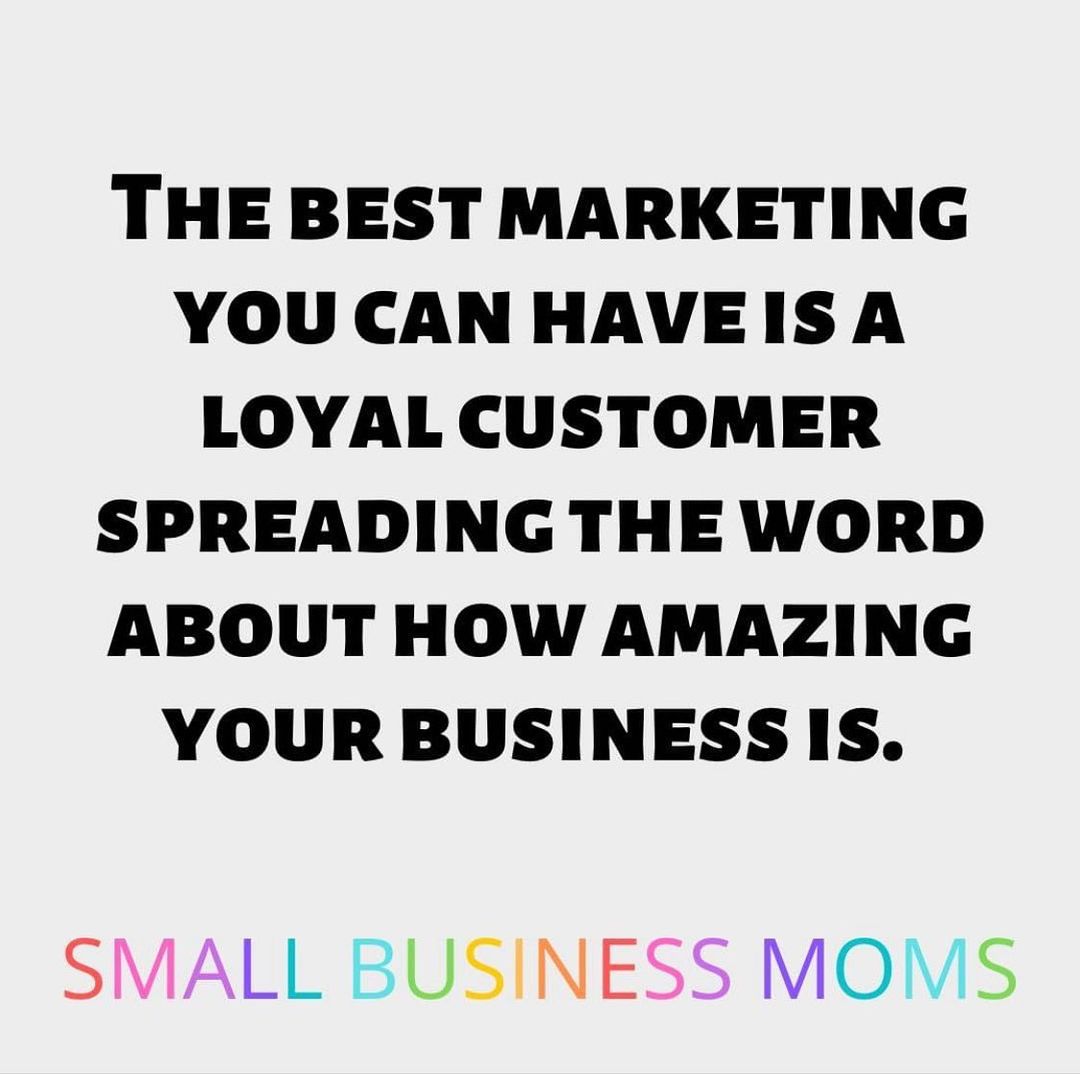 The best marketing
you can have is a
loyal customer
spreading the word
about how amazing
your business is.
SMALL BUSINESS MOMS